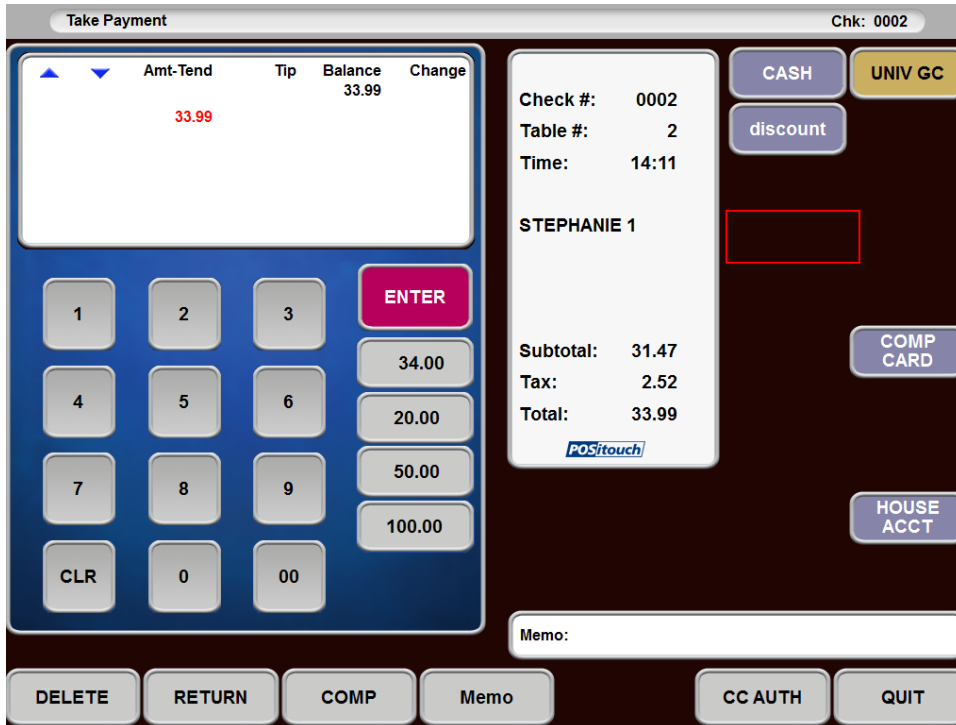 Take Payment Chk: 0002
Amt-Tend Tip Balance Change
33.99
33.99
1 2 3 ENTER
34.00
4 5 6
20.00
50.00
7 8 9
100.00
CLR 0 00
Check #: 0002
Table #: 2
Time: 14:11
STEPHANIE 1
Subtotal: 31.47
Tax: 2.52
Total: 33.99
POSitouch
CASH UNIV GC
discount
COMP
CARD
HOUSE
ACCT
Memo:
DELETE RETURN COMP Memo CC AUTH QUIT